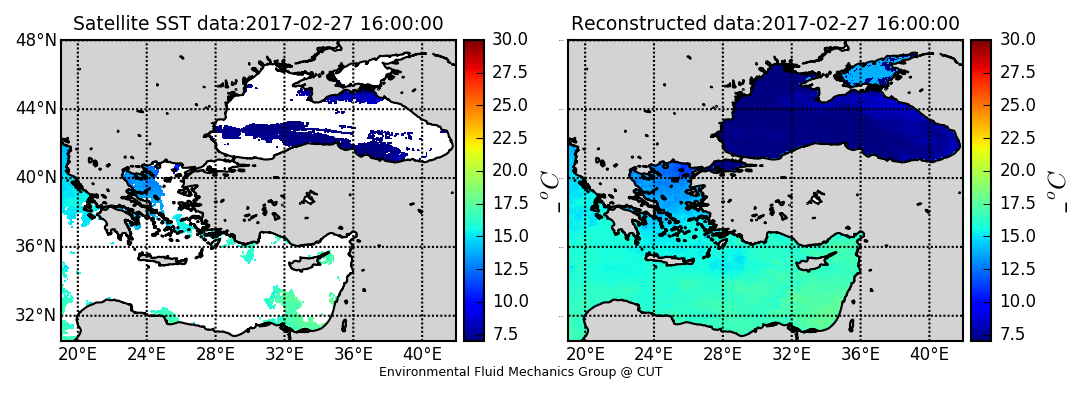 Satellite SST data:2017-02-27 16:00:00 Reconstructed data:2017-02-27 16:00:00
48°N 30.0 30.0
27.5 27.5
44°N 25.0 25.0
22.5 22.5
40°N 20.0 20.0
_°C _°C
17.5 17.5
36°N 15.0 15.0
12.5 12.5
32°N 10.0 10.0
7.5 7.5
20°E 24°E 28°E 32°E 36°E 40°E 20°E 24°E 28°E 32°E 36°E 40°E
Environmental Fluid Mechanics Group @ CUT